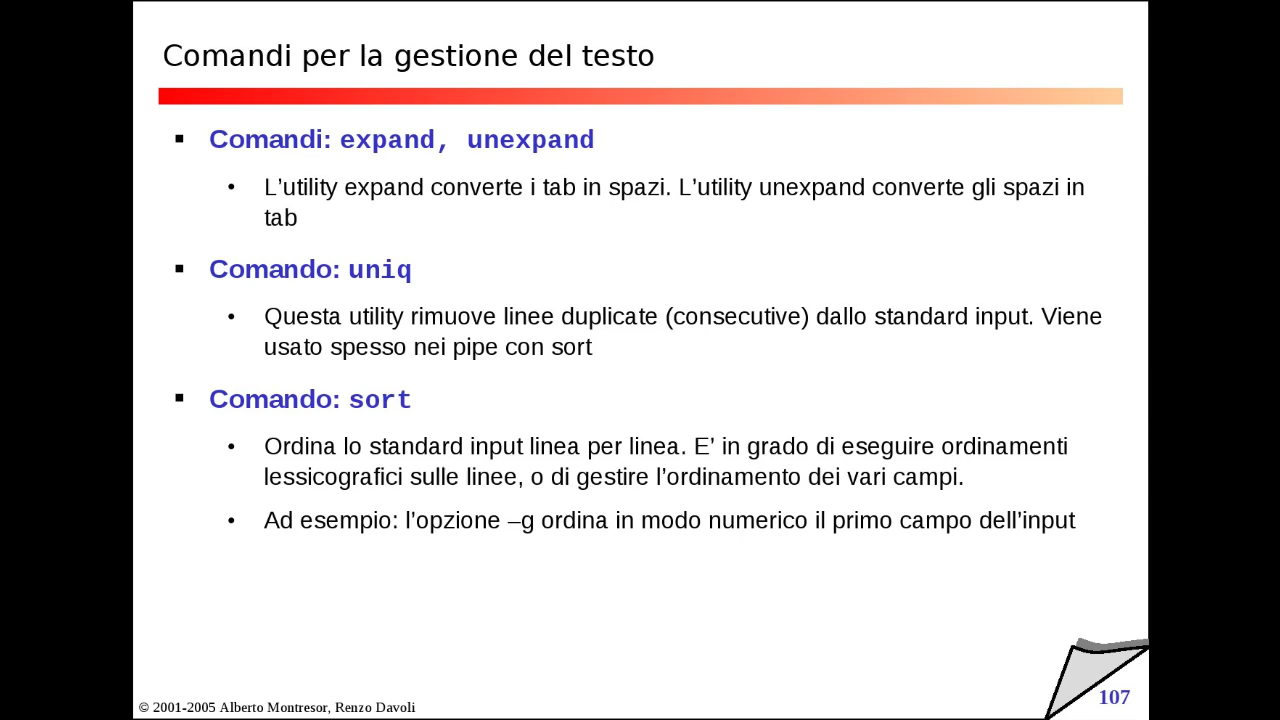 Comandi per la gestione del testo
Comandi: expand, unexpand
L’utility expand converte i tab in spazi. L’utility unexpand converte gli spazi in
tab
Comando: uniq
Questa utility rimuove linee duplicate (consecutive) dallo standard input. Viene
usato spesso nei pipe con sort
Comando: sort
Ordina lo standard input linea per linea. E’ in grado di eseguire ordinamenti
lessicografici sulle linee, o di gestire l’ordinamento dei vari campi.
Ad esempio: l’opzione –g ordina in modo numerico il primo campo dell’input
© 2001-2005 Alberto Montresor, Renzo Davoli
107